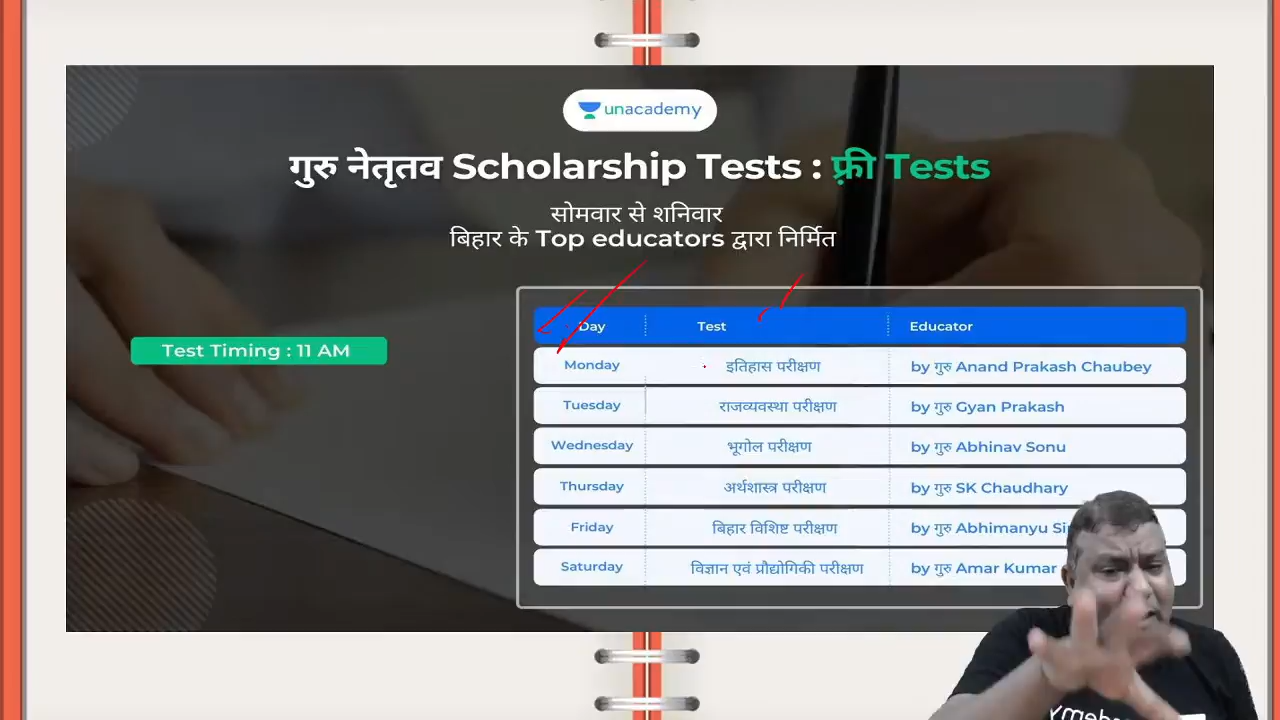 unacademy
गुरु नेतृतव Scholarship Tests : फ़्री Tests
सोमवार से शनिवार
बिहार के Top educators द्वारा निर्मित
Test Timing : 11 AM
Day Test Educator
Monday इतिहास परीक्षण by गुरु Anand Prakash Chaubey
Tuesday राजव्यवस्था परीक्षण by गुरु Gyan Prakash
Wednesday भूगोल परीक्षण by गुरु Abhinav Sonu
Thursday अर्थशास्त्र परीक्षण by गुरु SK Chaudhary
Friday बिहार विशिष्ट परीक्षण by गुरु Abhimanyu
Saturday विज्ञान एवं प्रौद्योगिकी परीक्षण by गुरु Amar Kumar